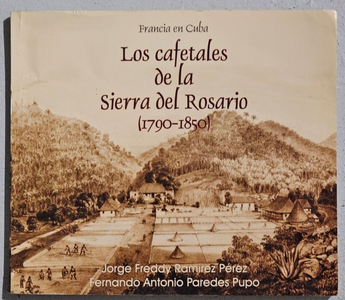 Francia en Cuba
Los cafetales
de la
Sierra del Rosario
(1790-1850)
Jorge Freddy Ramírez Pérez
Fernando Antonio Paredes Pupo